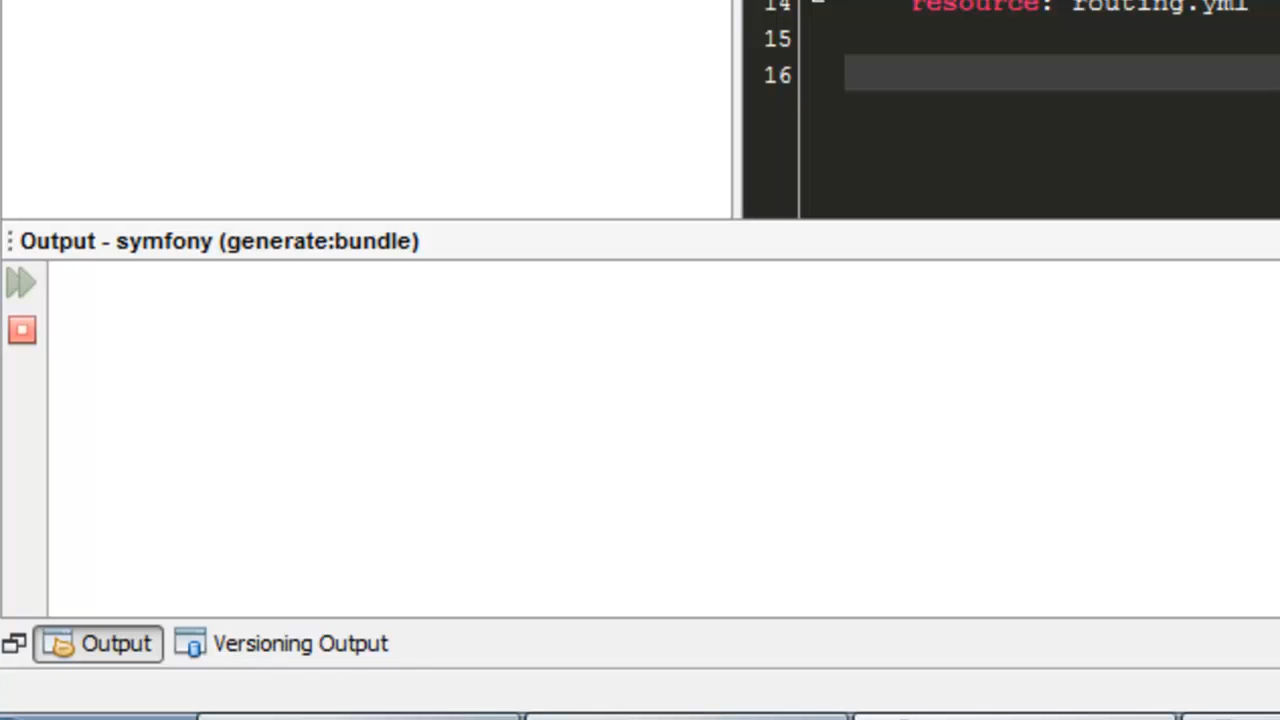 14 resource: routing.yml
15
16
Output - symfony (generate:bundle)
Output Versioning Output